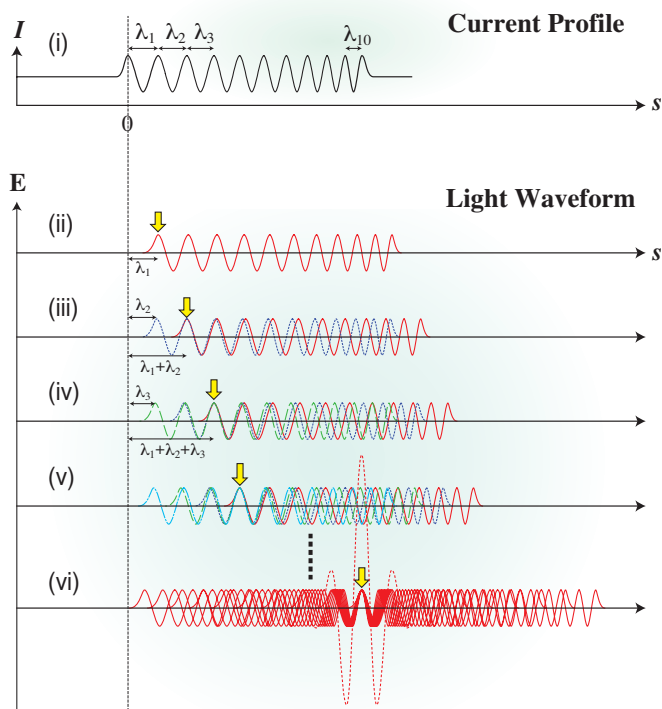 Current Profile
I
(i)
λ1 λ2 λ3 λ10
s
0
E
Light Waveform
(ii)
s
λ1
(iii)
λ2
λ1+λ2
(iv)
λ3
λ1+λ2+λ3
(v)
(vi)